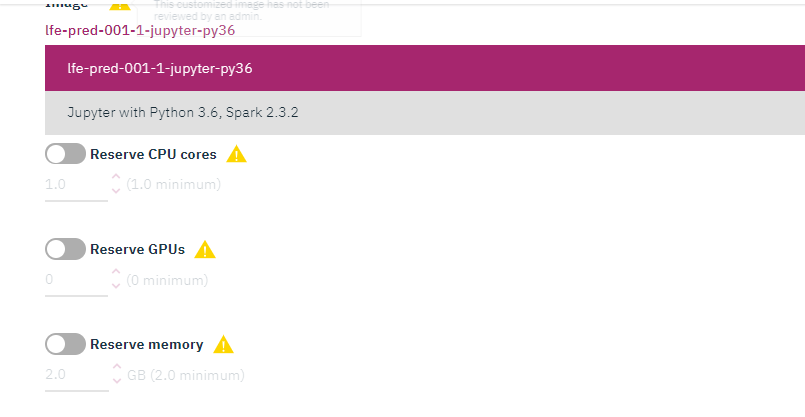 Image
This customized image has not been
reviewed by an admin.
lfe-pred-001-1-jupyter-py36
lfe-pred-001-1-jupyter-py36
Jupyter with Python 3.6, Spark 2.3.2
Reserve CPU cores
1.0 (1.0 minimum)
Reserve GPUs
0 (0 minimum)
Reserve memory
2.0 GB (2.0 minimum)